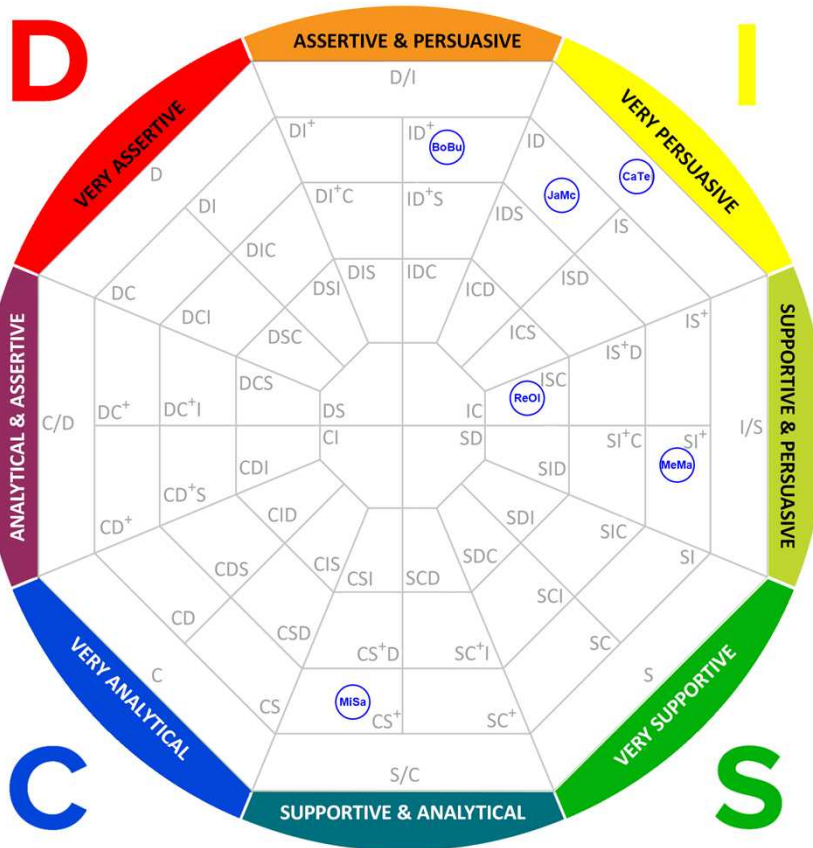 D
I
ASSERTIVE & PERSUASIVE
VERY ASSERTIVE
VERY PERSUASIVE
D/I
D
DI⁺
ID⁺
BoBu
ID
CaTe
JaMc
DI
DI⁺C
ID⁺S
IDS
IS
DIC
DIS
IDC
ISD
DSI
ICD
DC
DCI
DSC
ICS
IS⁺D
IS⁺
ANALYTICAL & ASSERTIVE
SUPPORTIVE & PERSUASIVE
C/D
DC⁺
DC⁺I
DCS
DS
IC
ReOl
ISC
I/S
CI
SD
SI⁺C
SI⁺
MeMa
CD⁺
CD⁺S
CDI
SID
CID
SDI
SIC
SI
CDS
CIS
CSI
SCD
SDC
SCI
CD
CSD
CS⁺D
SC⁺I
SC
C
S
CS
MiSa
CS⁺
SC⁺
S/C
VERY ANALYTICAL
VERY SUPPORTIVE
SUPPORTIVE & ANALYTICAL
C
S